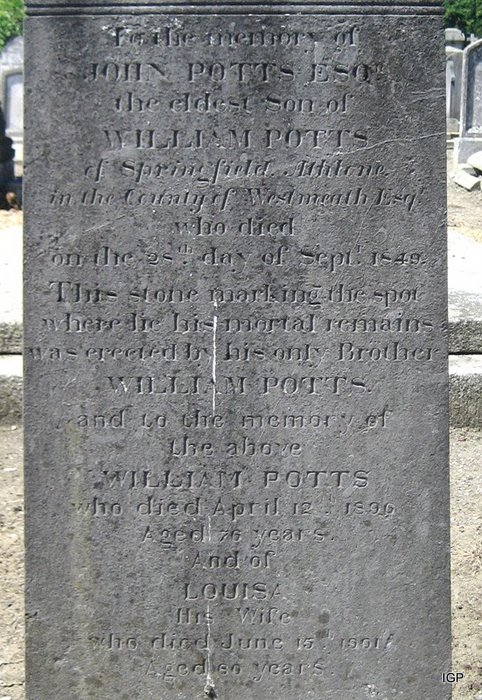 To the memory of
JOHN POTTS ESQR
the eldest Son of
WILLIAM POTTS
of Springfield, Athlone,
in the County of Westmeath Esq
who died
on the 28th day of Septr 1849.
This stone marking the spot
where lie his mortal remains
was erected by his only Brother
WILLIAM POTTS.
and to the memory of
the above
WILLIAM POTTS
who died April 12th 1890
Aged 76 years.
And of
LOUISA
His Wife
who died June 15th 1901
Aged 80 years.
IGP